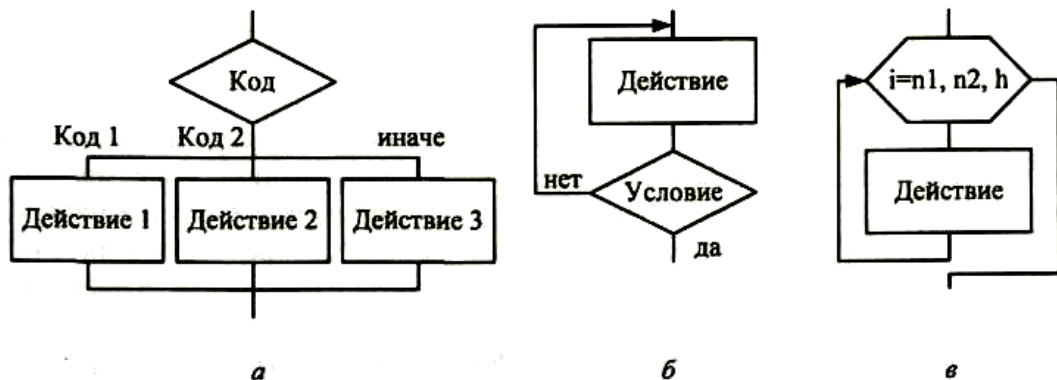 Код
Код 1
Код 2
иначе
Действие 1
Действие 2
Действие 3
а
Действие
нет
Условие
да
б
i=n1, n2, h
Действие
в